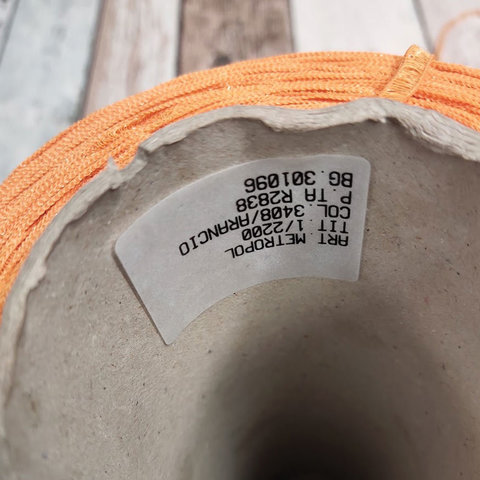 ART. METROPOL
TIT. 1/2200
COL. 3408/ARANCIO
P. TA R2838
BG. 301096